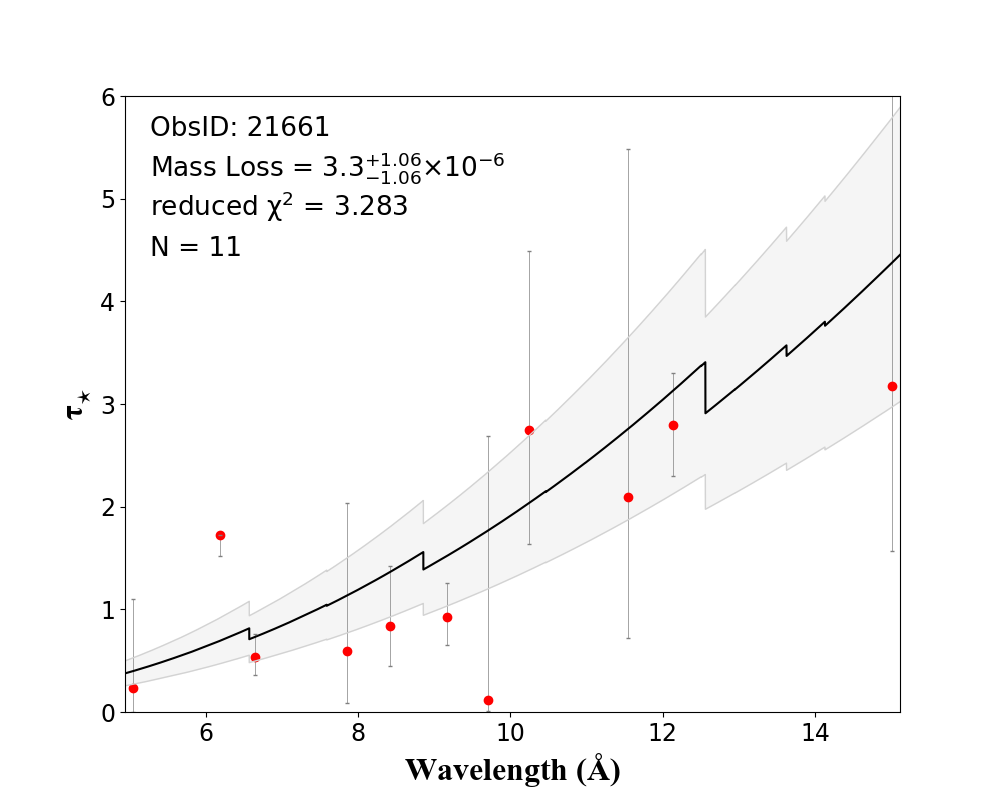 ObsID: 21661
Mass Loss = 3.3$^{+1.06}_{-1.06}$×10$^{-6}$
reduced χ² = 3.283
N = 11
6
5
4
3
2
1
0
τ⋆
6 8 10 12 14
Wavelength (Å)